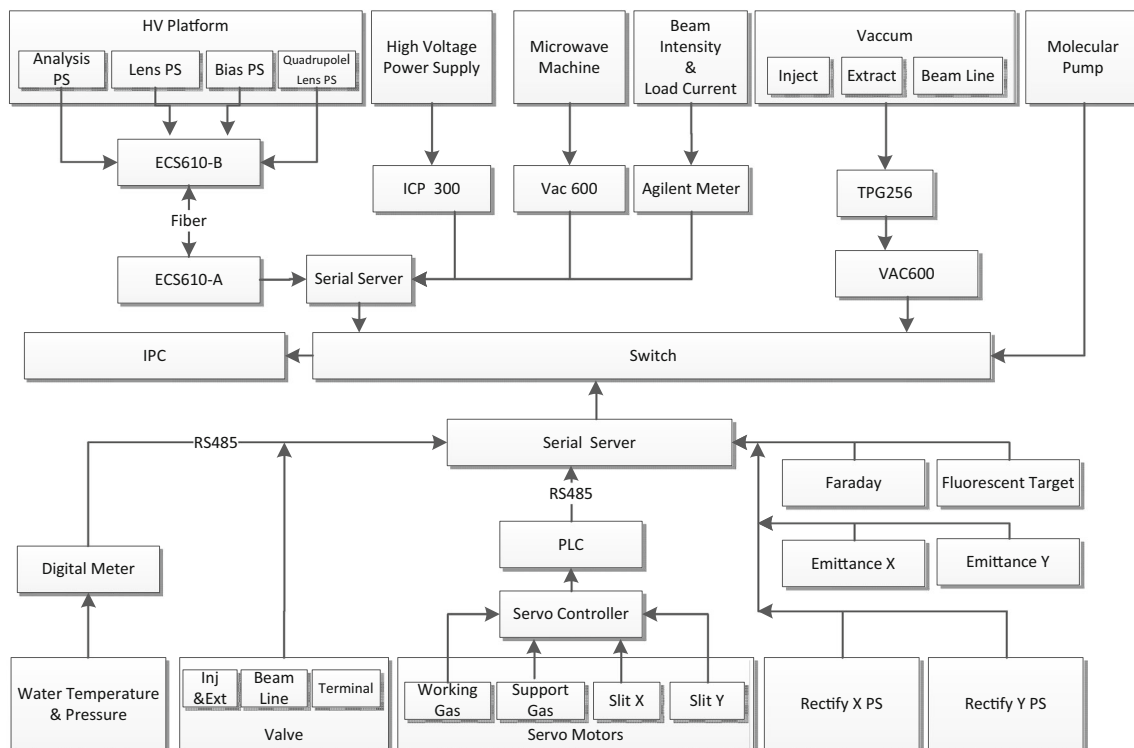 HV Platform
Analysis
PS
Lens PS
Bias PS
Quadrupolel
Lens PS
High Voltage
Power Supply
Microwave
Machine
Beam
Intensity
&
Load Current
Vaccum
Inject
Extract
Beam Line
Molecular
Pump
ECS610-B
ICP 300
Vac 600
Agilent Meter
TPG256
Fiber
ECS610-A
Serial Server
VAC600
IPC
Switch
RS485
Serial Server
Faraday
Fluorescent Target
RS485
PLC
Digital Meter
Emittance X
Emittance Y
Servo Controller
Water Temperature
& Pressure
Inj
&Ext
Beam
Line
Terminal
Valve
Working
Gas
Support
Gas
Slit X
Slit Y
Servo Motors
Rectify X PS
Rectify Y PS